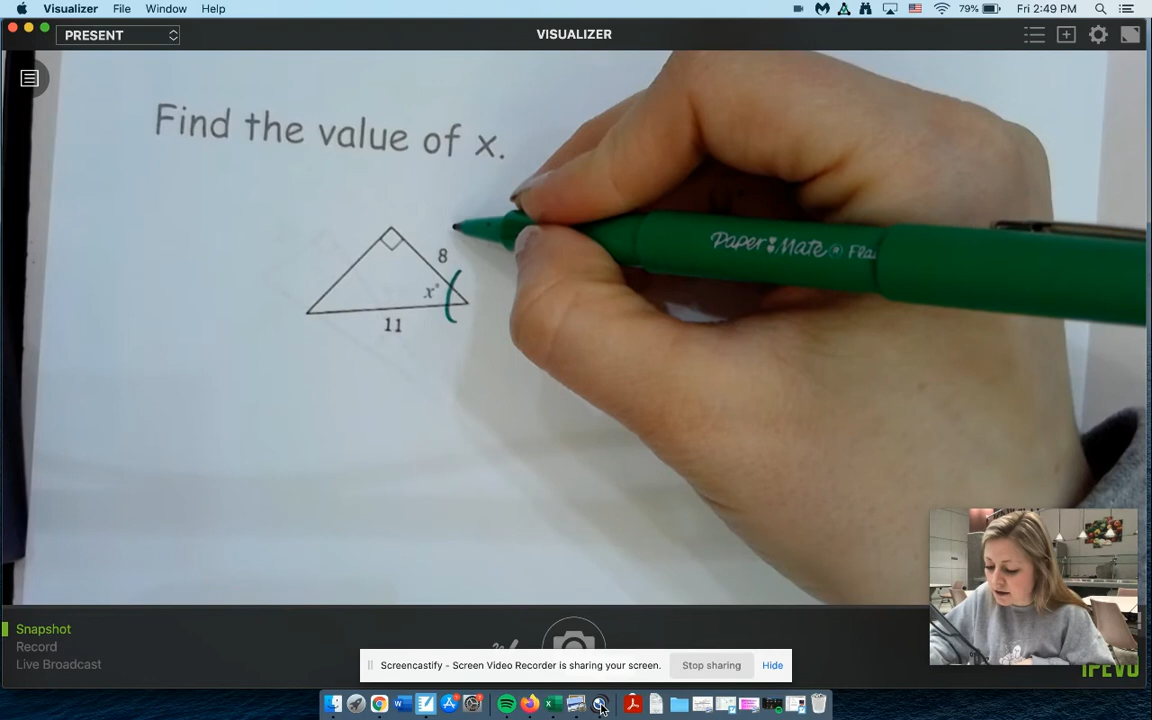 Visualizer File Window Help 79% Fri 2:49 PM
PRESENT VISUALIZER
Find the value of x.
8
x°
11
Paper Mate® Fla
Snapshot
Record
Live Broadcast
Screencastify - Screen Video Recorder is sharing your screen. Stop sharing Hide
IPEVO